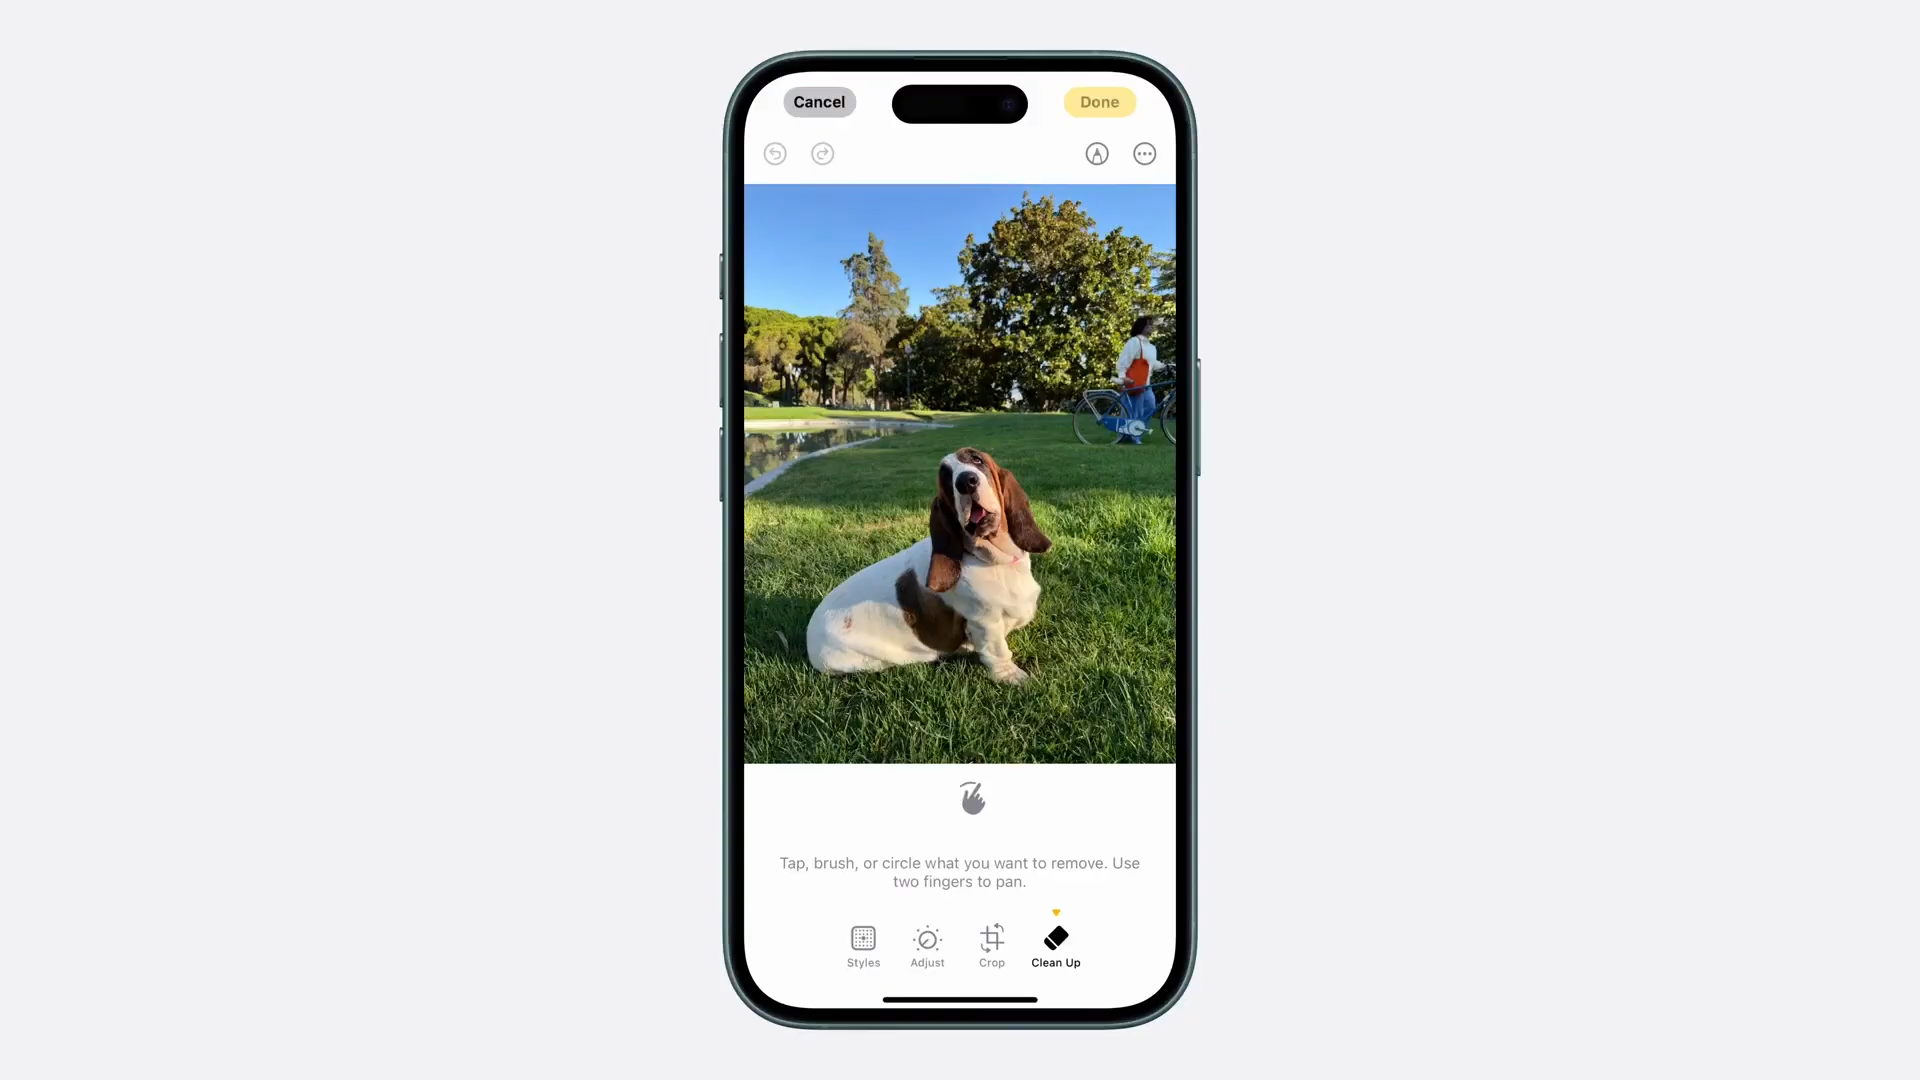 Cancel
Done
Tap, brush, or circle what you want to remove. Use
two fingers to pan.
Styles
Adjust
Crop
Clean Up